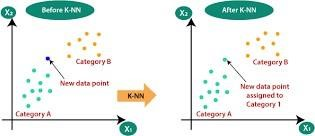 Before K-NN
X₂
Category B
New data point
Category A
X₁
K-NN
After K-NN
X₂
Category B
New data point
assigned to
Category 1
Category A
X₁